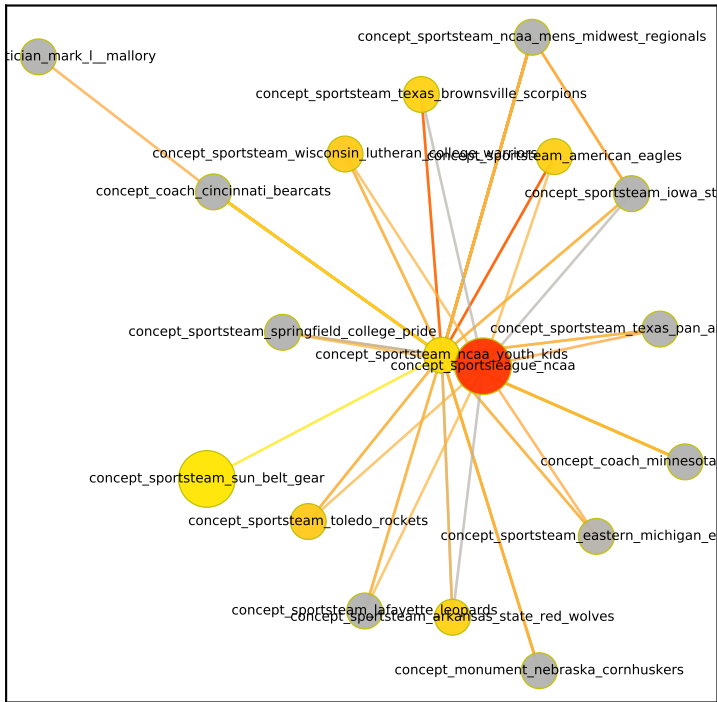 concept_sportsteam_ncaa_mens_midwest_regionals
tician_mark_l__mallory
concept_sportsteam_texas_brownsville_scorpions
concept_sportsteam_wisconsin_lutheran_college_warriors
concept_sportsteam_american_eagles
concept_coach_cincinnati_bearcats
concept_sportsteam_iowa_st
concept_sportsteam_texas_pan_a
concept_sportsteam_springfield_college_pride
concept_sportsteam_ncaa_youth_kids
concept_sportsleague_ncaa
concept_coach_minnesota
concept_sportsteam_sun_belt_gear
concept_sportsteam_toledo_rockets
concept_sportsteam_eastern_michigan_e
concept_sportsteam_lafayette_leopards
concept_sportsteam_arkansas_state_red_wolves
concept_monument_nebraska_cornhuskers